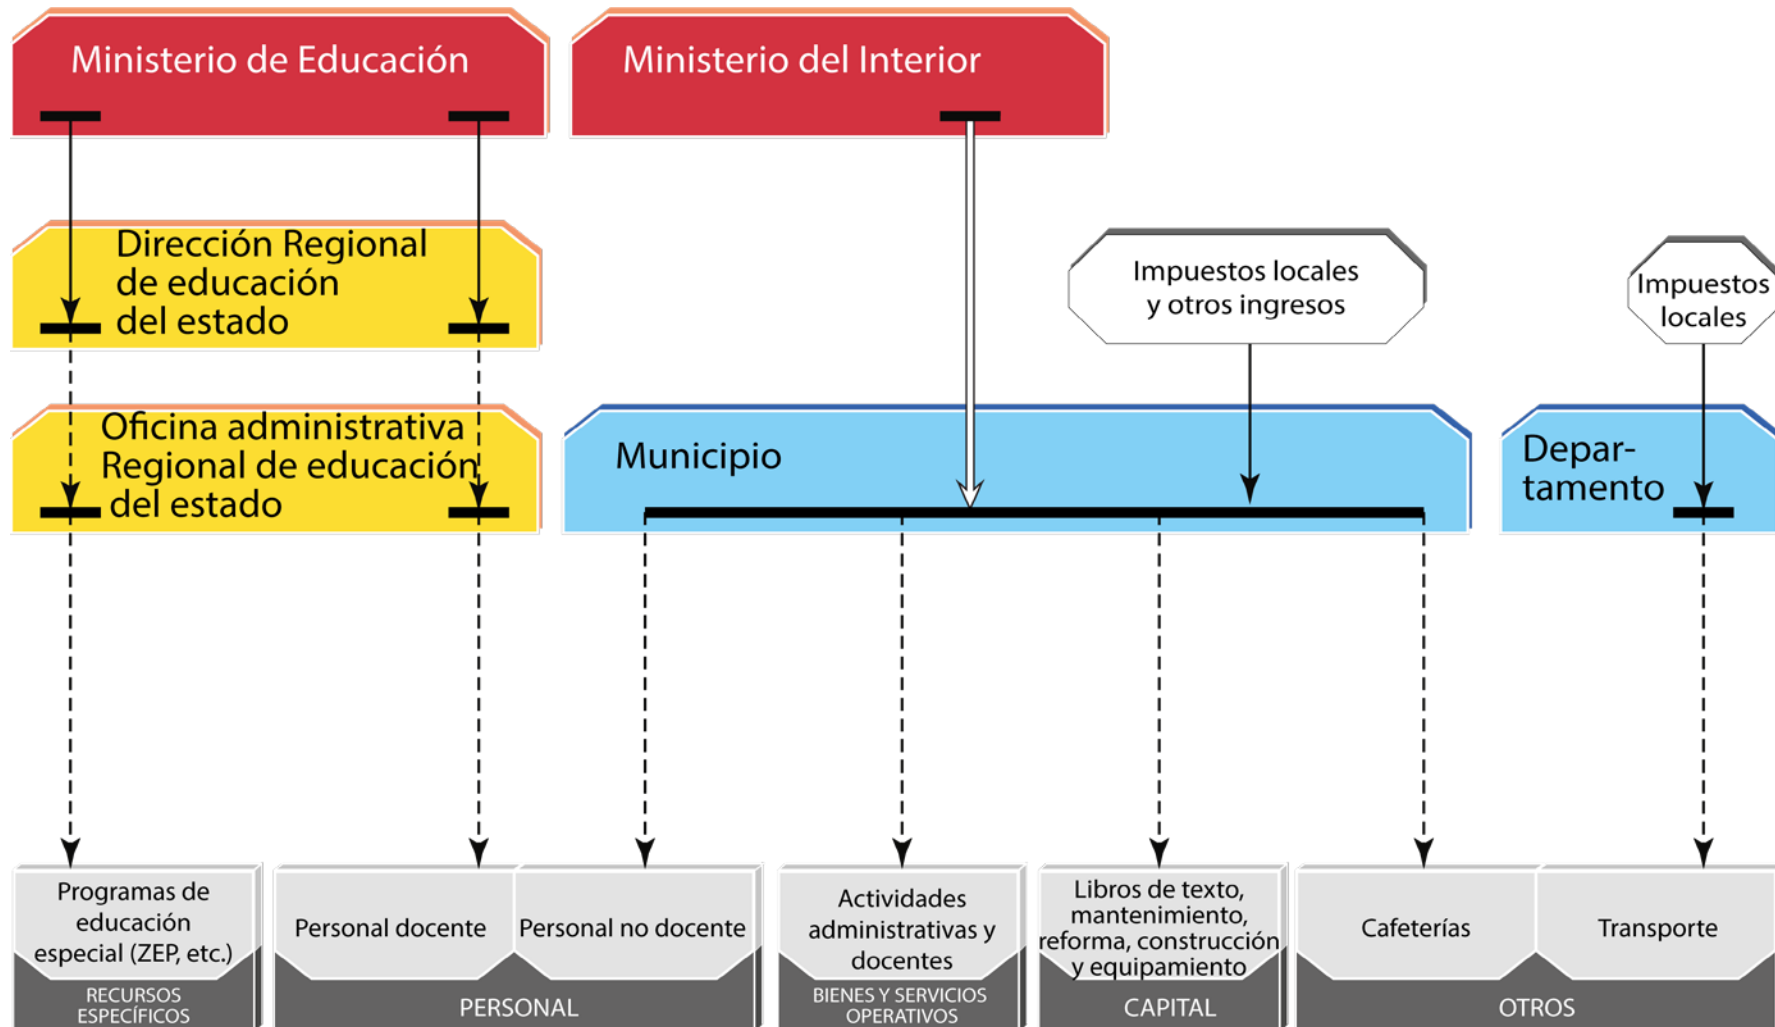 Ministerio de Educación
Ministerio del Interior
Dirección Regional
de educación
del estado
Impuestos locales
y otros ingresos
Impuestos
locales
Oficina administrativa
Regional de educación
del estado
Municipio
Depar-
tamento
Programas de
educación
especial (ZEP, etc.)
Personal docente
Personal no docente
Actividades
administrativas y
docentes
Libros de texto,
mantenimiento,
reforma, construcción
y equipamiento
Cafeterías
Transporte
RECURSOS
ESPECÍFICOS
PERSONAL
BIENES Y SERVICIOS
OPERATIVOS
CAPITAL
OTROS